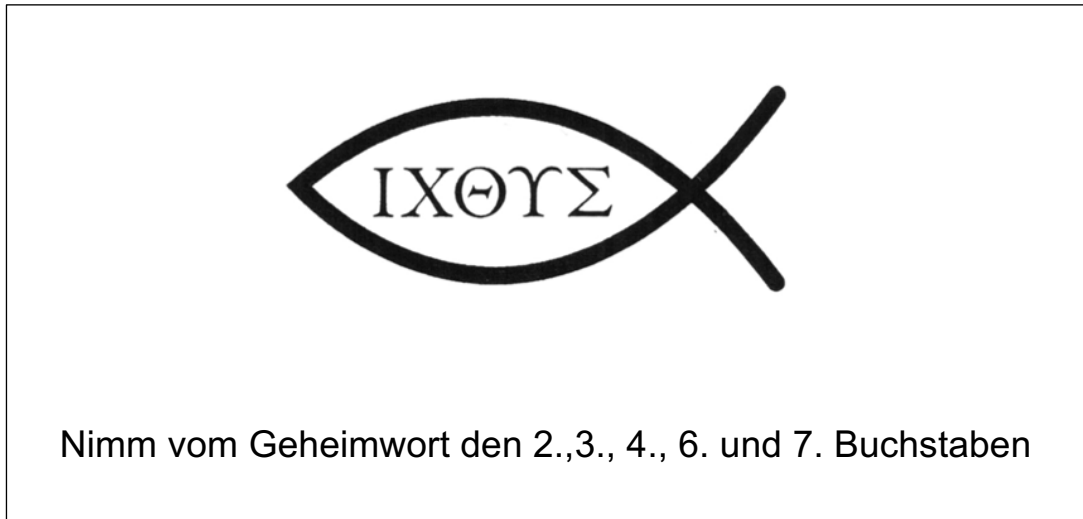 ΙΧΘΥΣ
Nimm vom Geheimwort den 2.,3., 4., 6. und 7. Buchstaben